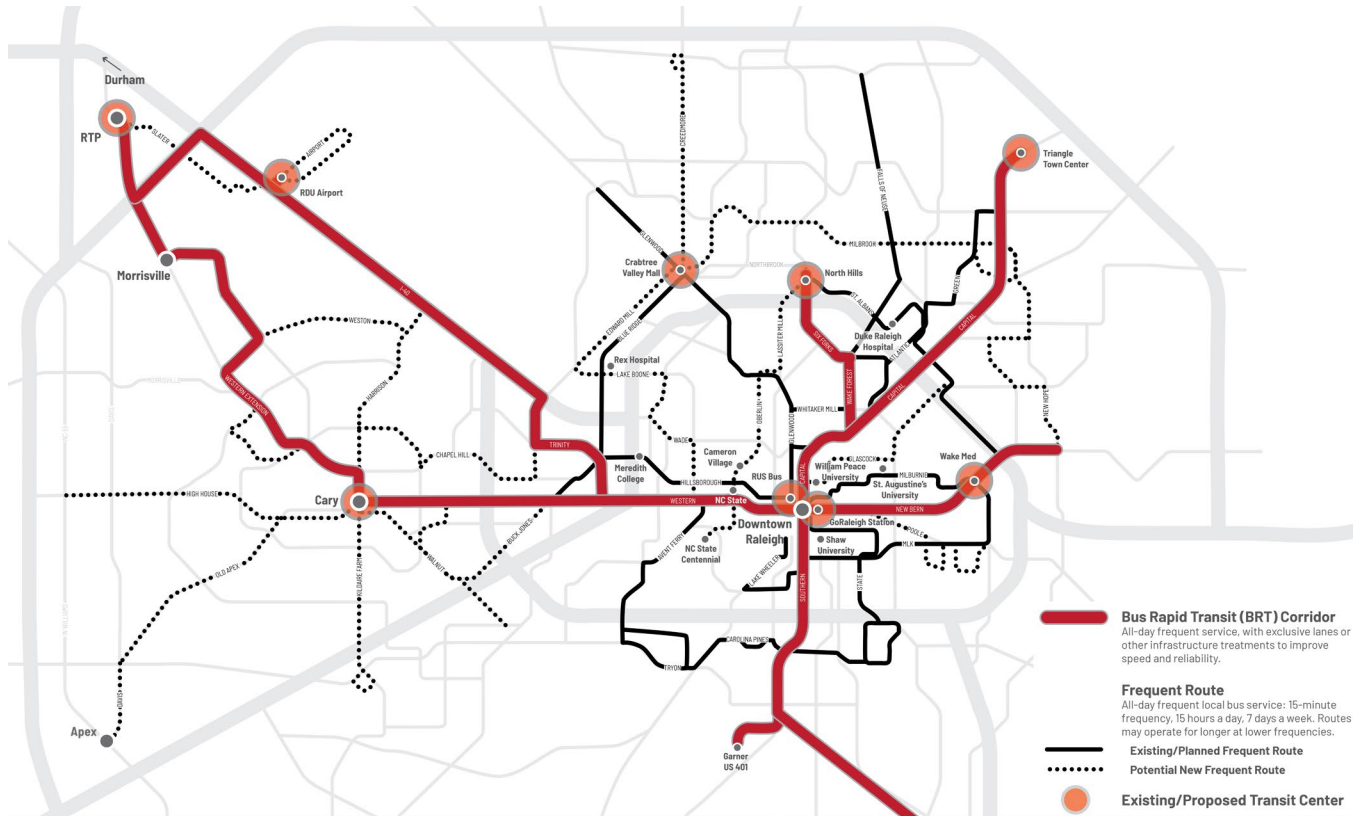 Durham
RTP
SLATER
AIRPORT
RDU Airport
CREEDMORE
FALLS OF NEUSE
Triangle
Town Center
Morrisville
I-40
GLENWOOD
Crabtree
Valley Mall
NORTHBROOK
MILBROOK
North Hills
ST. ALBANS
GREEN
CAPITAL
WESTON
EDWARD MILL
BLUE RIDGE
LASSITER MILL
SIX FORKS
Duke Raleigh
Hospital
ATLANTIC
Rex Hospital
LAKE BOONE
MORRISVILLE
WESTERN EXTENSION
HARRISON
WAKE FOREST
CAPITAL
NEW HOPE
OBERLIN
GLENWOOD
WHITAKER MILL
TRINITY
WADE
CHAPEL HILL
Meredith
College
Cameron
Village
RUS Bus
CAPITAL
William Peace
University
GLASCOCK
Wake Med
MILBURNIE
St. Augustine's
University
HILLSBOROUGH
HIGH HOUSE
Cary
WESTERN
NC State
NEW BERN
Downtown
Raleigh
GoRaleigh Station
BUCK JONES
WALNUT
AVENT FERRY
NC State
Centennial
Shaw
University
POOLE
MLK
OLD APEX
KILDAIRE FARM
LAKE WHEELER
SOUTHERN
STATE
N WILLIAMS
CAROLINA PINES
TRYON
DAVIS
Apex
Garner
US 401
Bus Rapid Transit (BRT) Corridor
All-day frequent service, with exclusive lanes or
other infrastructure treatments to improve
speed and reliability.
Frequent Route
All-day frequent local bus service: 15-minute
frequency, 15 hours a day, 7 days a week. Routes
may operate for longer at lower frequencies.
Existing/Planned Frequent Route
Potential New Frequent Route
Existing/Proposed Transit Center